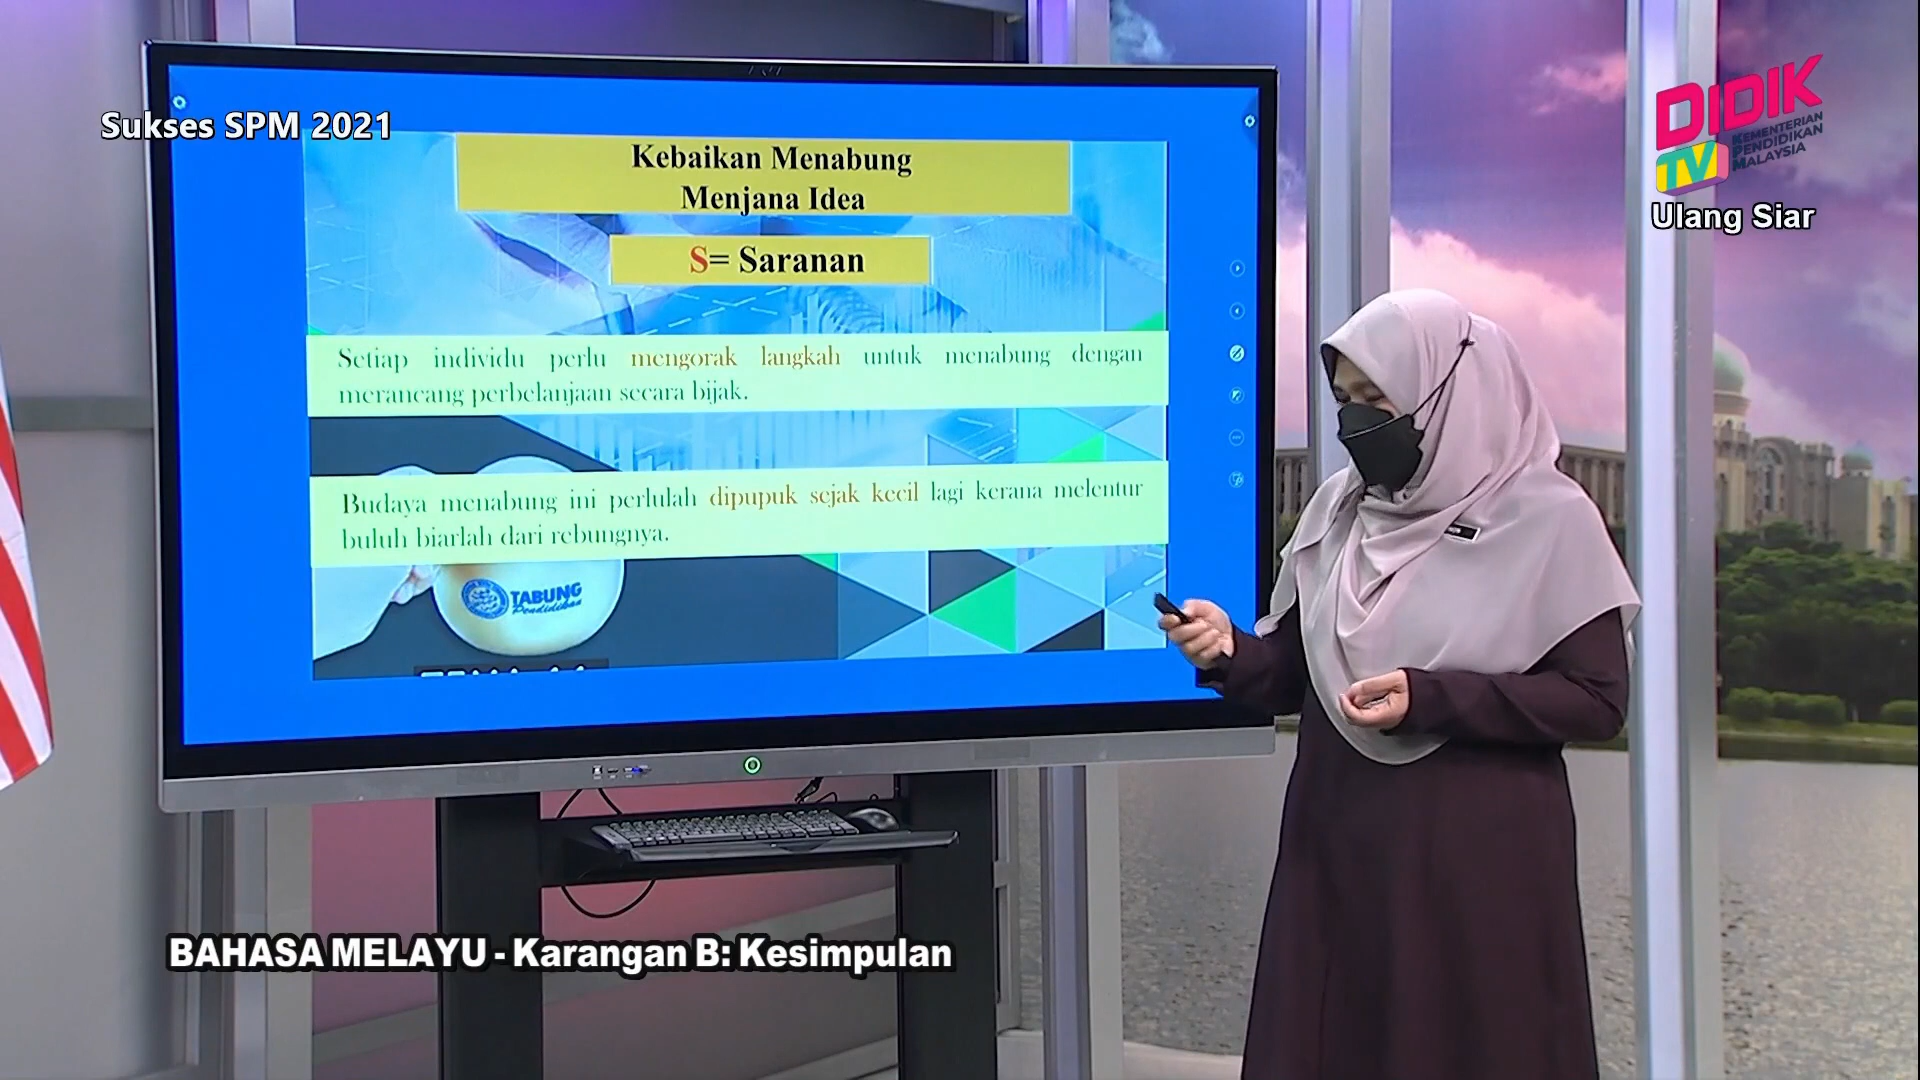 Sukses SPM 2021
DIDIK
TV
KEMENTERIAN
PENDIDIKAN
MALAYSIA
Ulang Siar
Kebaikan Menabung
Menjana Idea
S= Saranan
Setiap individu perlu mengorak langkah untuk menabung dengan
merancang perbelanjaan secara bijak.
Budaya menabung ini perlulah dipupuk sejak kecil lagi kerana melentur
buluh biarlah dari rebungnya.
TABUNG
Pendidikan
BAHASA MELAYU - Karangan B: Kesimpulan